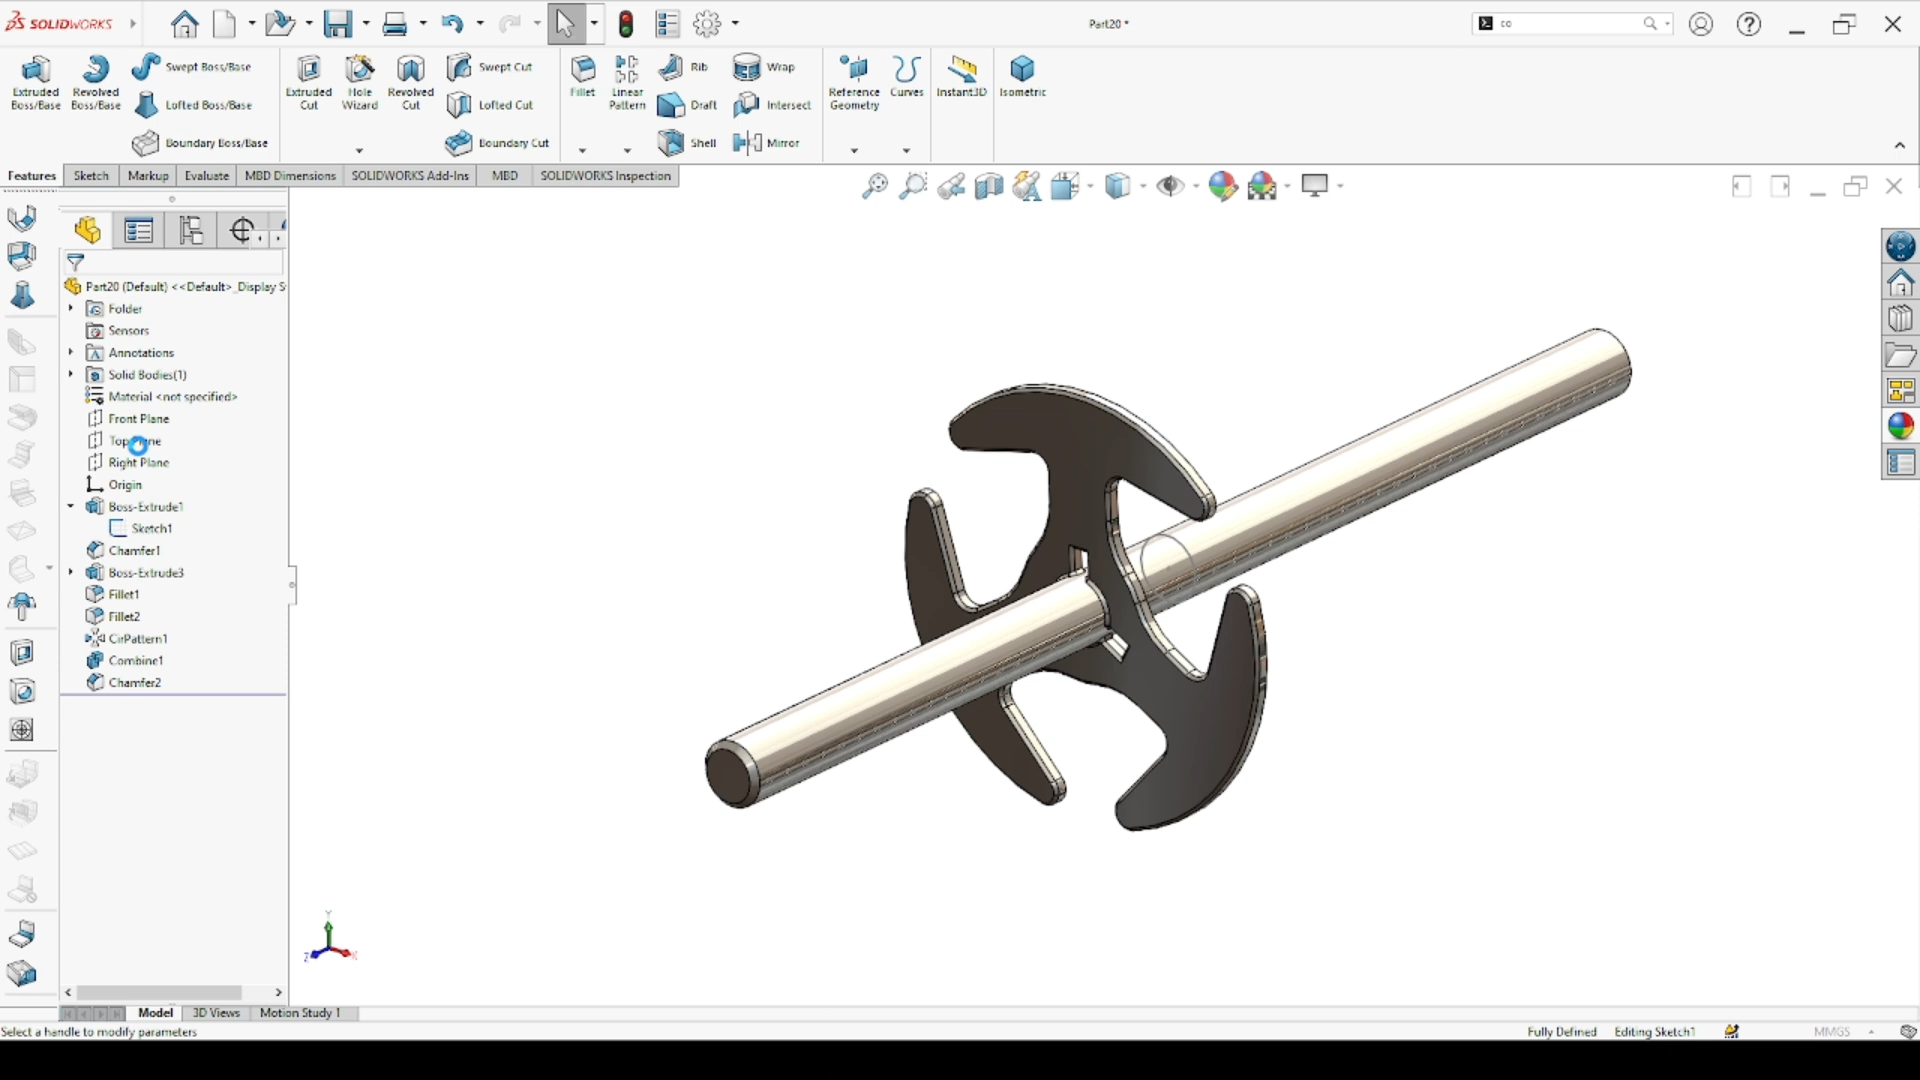 SOLIDWORKS
Part20 *
co
Extruded Boss/Base
Revolved Boss/Base
Swept Boss/Base
Lofted Boss/Base
Boundary Boss/Base
Extruded Cut
Hole Wizard
Revolved Cut
Swept Cut
Lofted Cut
Boundary Cut
Fillet
Linear Pattern
Rib
Draft
Shell
Wrap
Intersect
Mirror
Reference Geometry
Curves
Instant3D
Isometric
Features
Sketch
Markup
Evaluate
MBD Dimensions
SOLIDWORKS Add-Ins
MBD
SOLIDWORKS Inspection
Part20 (Default) <<Default>_Display S
Folder
Sensors
Annotations
Solid Bodies(1)
Material <not specified>
Front Plane
Top Plane
Right Plane
Origin
Boss-Extrude1
Sketch1
Chamfer1
Boss-Extrude3
Fillet1
Fillet2
CirPattern1
Combine1
Chamfer2
Y
Z
X
Model
3D Views
Motion Study 1
Select a handle to modify parameters
Fully Defined
Editing Sketch1
MMGS